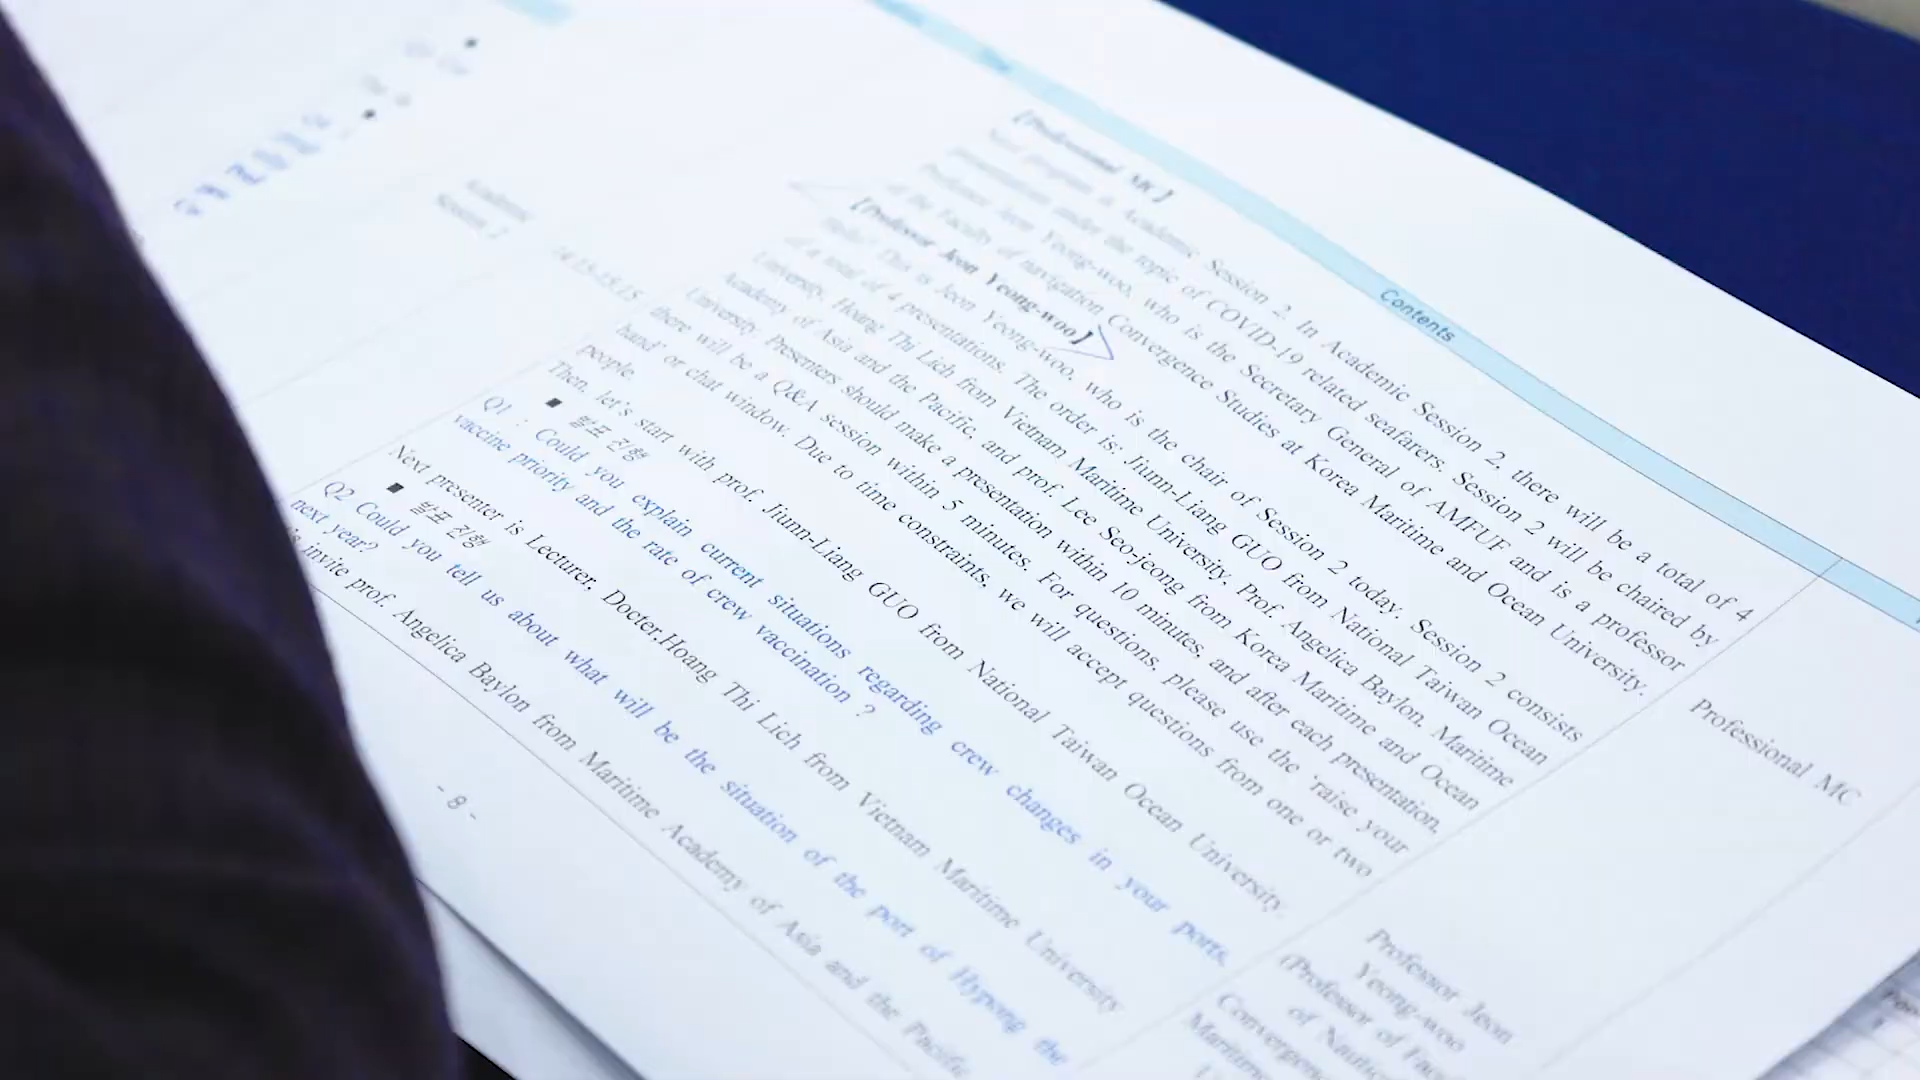 Contents
[Professional MC]
Next program is Academic Session 2. In Academic Session 2, there will be a total of 4
presentations under the topic of COVID-19 related seafarers. Session 2 will be chaired by
Professor Jeon Yeong-woo, who is the Secretary General of AMFUF and is a professor
at the Faculty of navigation Convergence Studies at Korea Maritime and Ocean University.
[Professor Jeon Yeong-woo]
Hello? This is Jeon Yeong-woo, who is the chair of Session 2 today. Session 2 consists
of a total of 4 presentations. The order is: Jiunn-Liang GUO from National Taiwan Ocean
University, Hoang Thi Lich from Vietnam Maritime University, Prof. Angelica Baylon, Maritime
Academy of Asia and the Pacific, and prof. Lee Seo-jeong from Korea Maritime and Ocean
University. Presenters should make a presentation within 10 minutes, and after each presentation,
there will be a Q&A session within 5 minutes. For questions, please use the 'raise your
hand' or chat window. Due to time constraints, we will accept questions from one or two
people.
Then, let's start with prof. Jiunn-Liang GUO from National Taiwan Ocean University.
■ 발표 진행
Q1 : Could you explain current situations regarding crew changes in your ports,
vaccine priority and the rate of crew vaccination ?
Next presenter is Lecturer, Docter.Hoang Thi Lich from Vietnam Maritime University
■ 발표 진행
Q2 Could you tell us about what will be the situation of the port of Hypong the
next year?
invite prof. Angelica Baylon from Maritime Academy of Asia and the Pacific
Academic
Session 2
14:15-15:15
Professional MC
Professor Jeon
Yeong-woo
(Professor of
of
Convergen
Maritim
- 8 -